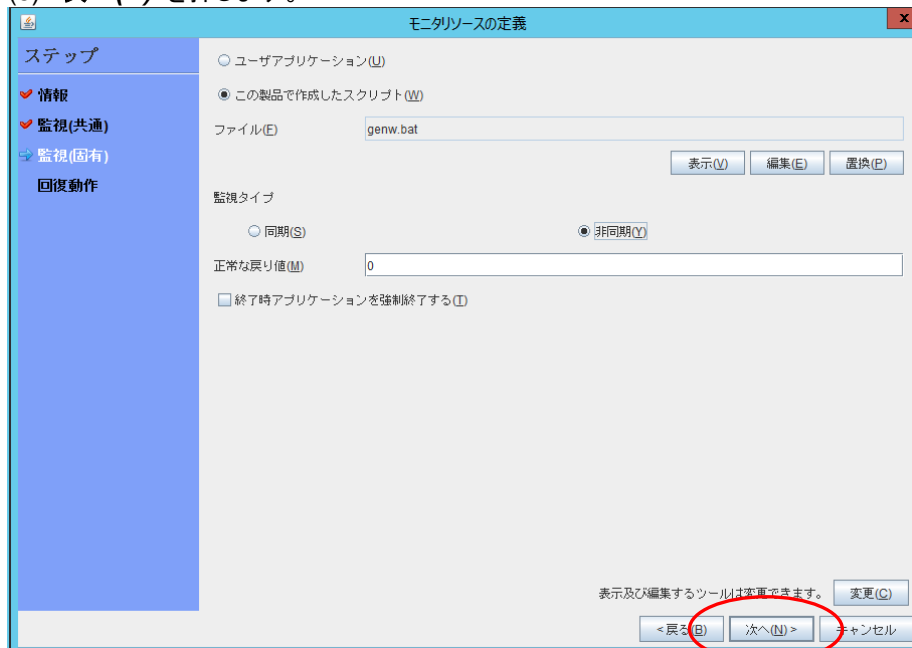 モニタリソースの定義
x
ステップ
情報
監視(共通)
監視(固有)
回復動作
ユーザアプリケーション(U)
この製品で作成したスクリプト(W)
ファイル(F) genw.bat
表示(V) 編集(E) 置換(P)
監視タイプ
同期(S) 非同期(Y)
正常な戻り値(M) 0
終了時アプリケーションを強制終了する(T)
表示及び編集するツールは変更できます。 変更(C)
<戻る(B) 次へ(N)> キャンセル